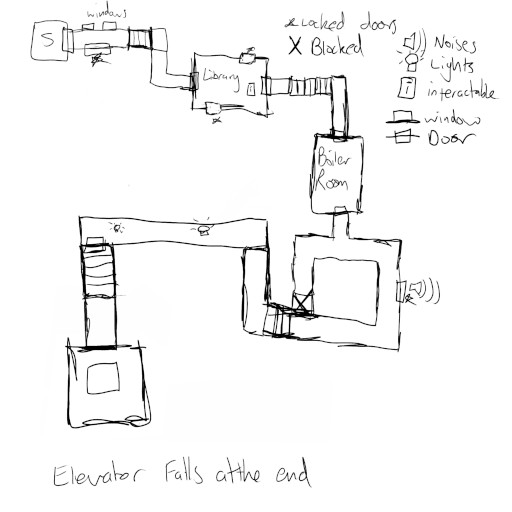 windows
S
Library
i
Boiler
Room
*Locked doors
X Blocked
Noises
Lights
i interactable
window
Door
Elevator Falls at the end